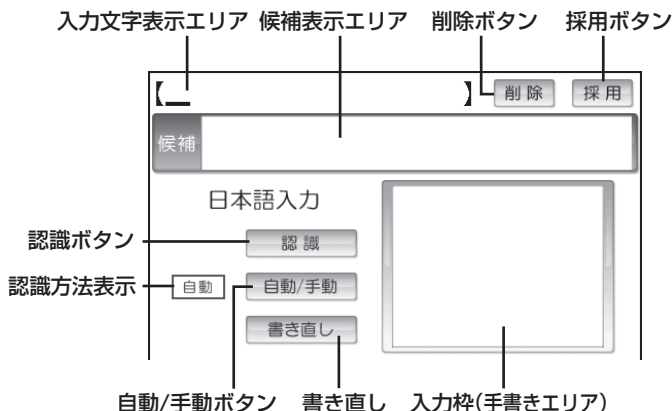 入力文字表示エリア 候補表示エリア 削除ボタン 採用ボタン
【_ 】 削除 採用
候補
日本語入力
認識ボタン 認識
認識方法表示 自動 自動/手動
書き直し
自動/手動ボタン 書き直し 入力枠(手書きエリア)